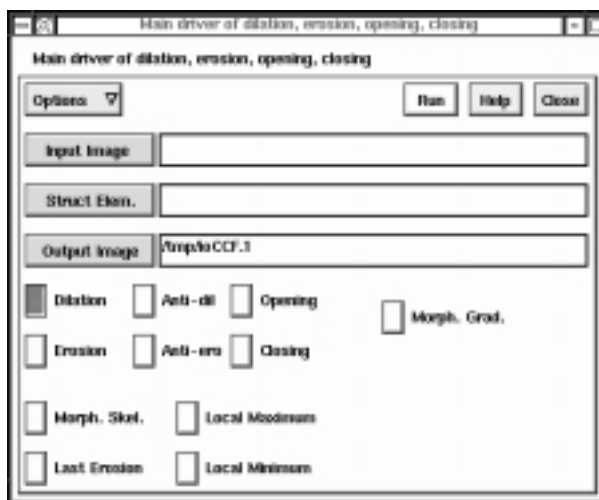 Main driver of dilation, erosion, opening, closing
Main driver of dilation, erosion, opening, closing
Options Run Help Close
Input Image
Struct Elem.
Output Image /tmp/ioCCF.1
Dilation Anti-dil Opening
Morph. Grad.
Erosion Anti-ero Closing
Morph. Skel. Local Maximum
Last Erosion Local Minimum